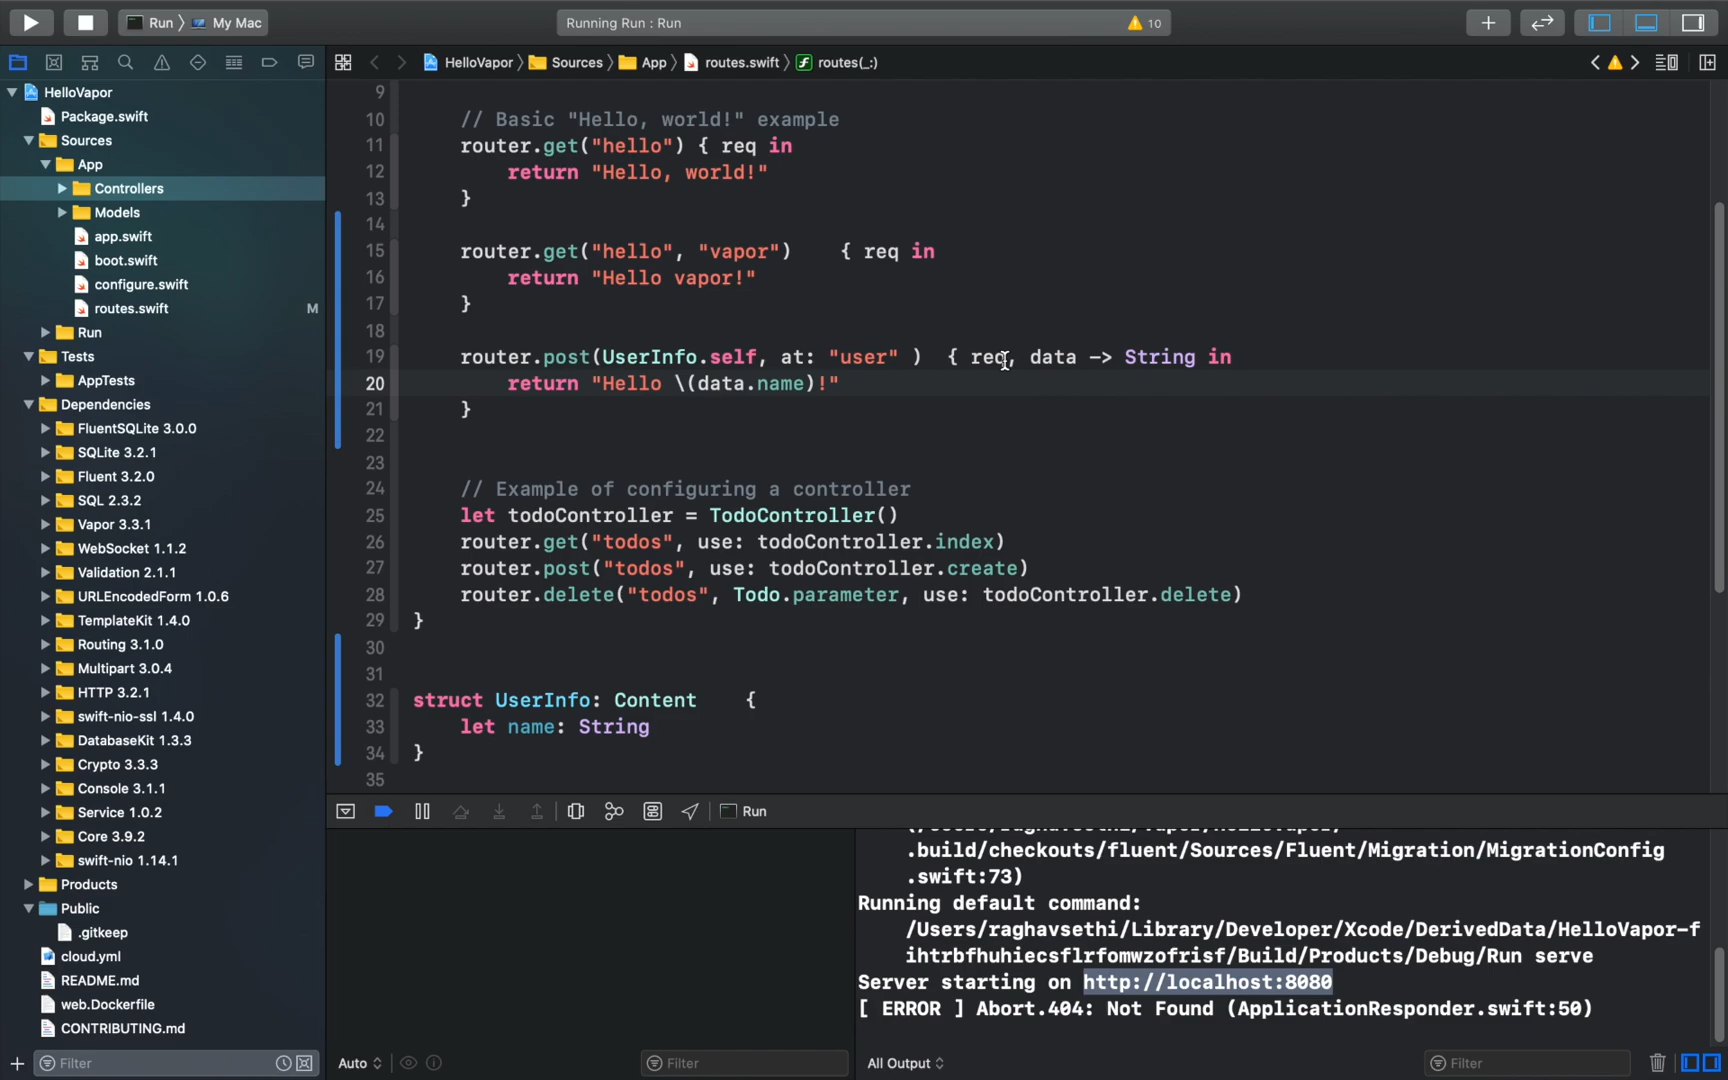 Run
My Mac
Running Run : Run
10
HelloVapor
Sources
App
routes.swift
routes(_:)
HelloVapor
Package.swift
Sources
App
Controllers
Models
app.swift
boot.swift
configure.swift
routes.swift M
Run
Tests
AppTests
Dependencies
FluentSQLite 3.0.0
SQLite 3.2.1
Fluent 3.2.0
SQL 2.3.2
Vapor 3.3.1
WebSocket 1.1.2
Validation 2.1.1
URLEncodedForm 1.0.6
TemplateKit 1.4.0
Routing 3.1.0
Multipart 3.0.4
HTTP 3.2.1
swift-nio-ssl 1.4.0
DatabaseKit 1.3.3
Crypto 3.3.3
Console 3.1.1
Service 1.0.2
Core 3.9.2
swift-nio 1.14.1
Products
Public
.gitkeep
cloud.yml
README.md
web.Dockerfile
CONTRIBUTING.md
Filter
9
10 // Basic "Hello, world!" example
11 router.get("hello") { req in
12 return "Hello, world!"
13 }
14
15 router.get("hello", "vapor") { req in
16 return "Hello vapor!"
17 }
18
19 router.post(UserInfo.self, at: "user" ) { req, data -> String in
20 return "Hello \(data.name)!"
21 }
22
23
24 // Example of configuring a controller
25 let todoController = TodoController()
26 router.get("todos", use: todoController.index)
27 router.post("todos", use: todoController.create)
28 router.delete("todos", Todo.parameter, use: todoController.delete)
29 }
30
31
32 struct UserInfo: Content {
33 let name: String
34 }
35
Run
.build/checkouts/fluent/Sources/Fluent/Migration/MigrationConfig
.swift:73)
Running default command:
/Users/raghavsethi/Library/Developer/Xcode/DerivedData/HelloVapor-f
ihtrbfhuhiecsflrfomwzofrisf/Build/Products/Debug/Run serve
Server starting on http://localhost:8080
[ ERROR ] Abort.404: Not Found (ApplicationResponder.swift:50)
Auto
Filter
All Output
Filter